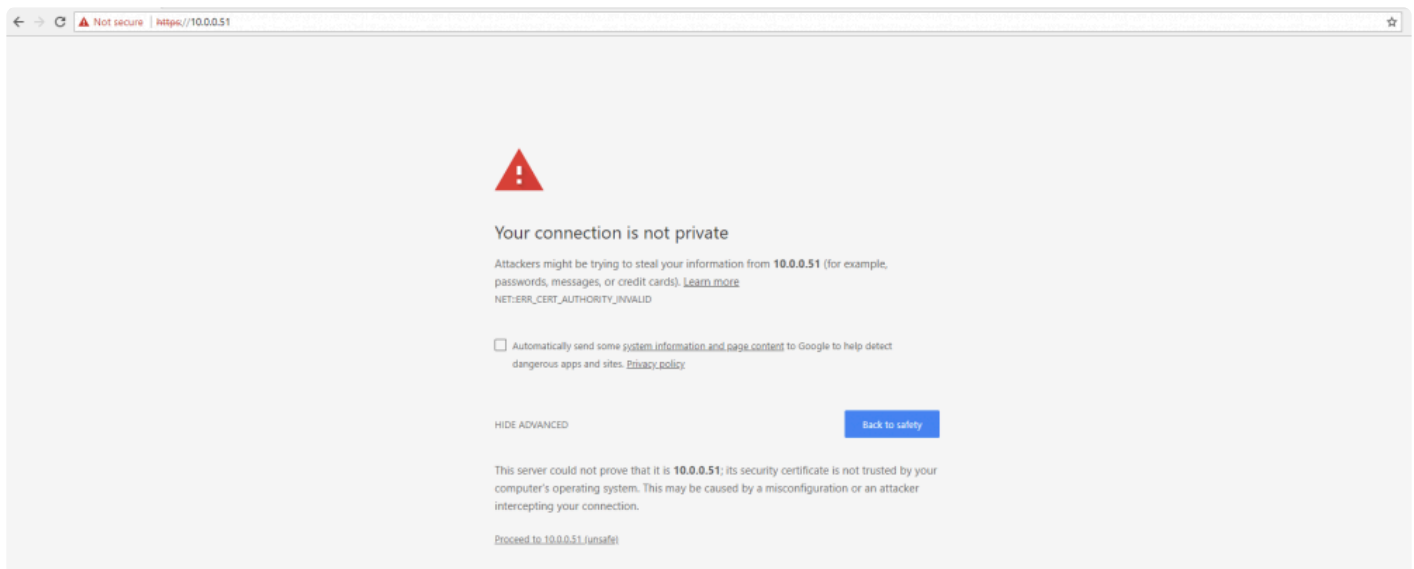 Not secure | https://10.0.0.51
Your connection is not private
Attackers might be trying to steal your information from 10.0.0.51 (for example,
passwords, messages, or credit cards). Learn more
NET::ERR_CERT_AUTHORITY_INVALID
Automatically send some system information and page content to Google to help detect
dangerous apps and sites. Privacy policy
HIDE ADVANCED
Back to safety
This server could not prove that it is 10.0.0.51; its security certificate is not trusted by your
computer's operating system. This may be caused by a misconfiguration or an attacker
intercepting your connection.
Proceed to 10.0.0.51 (unsafe)